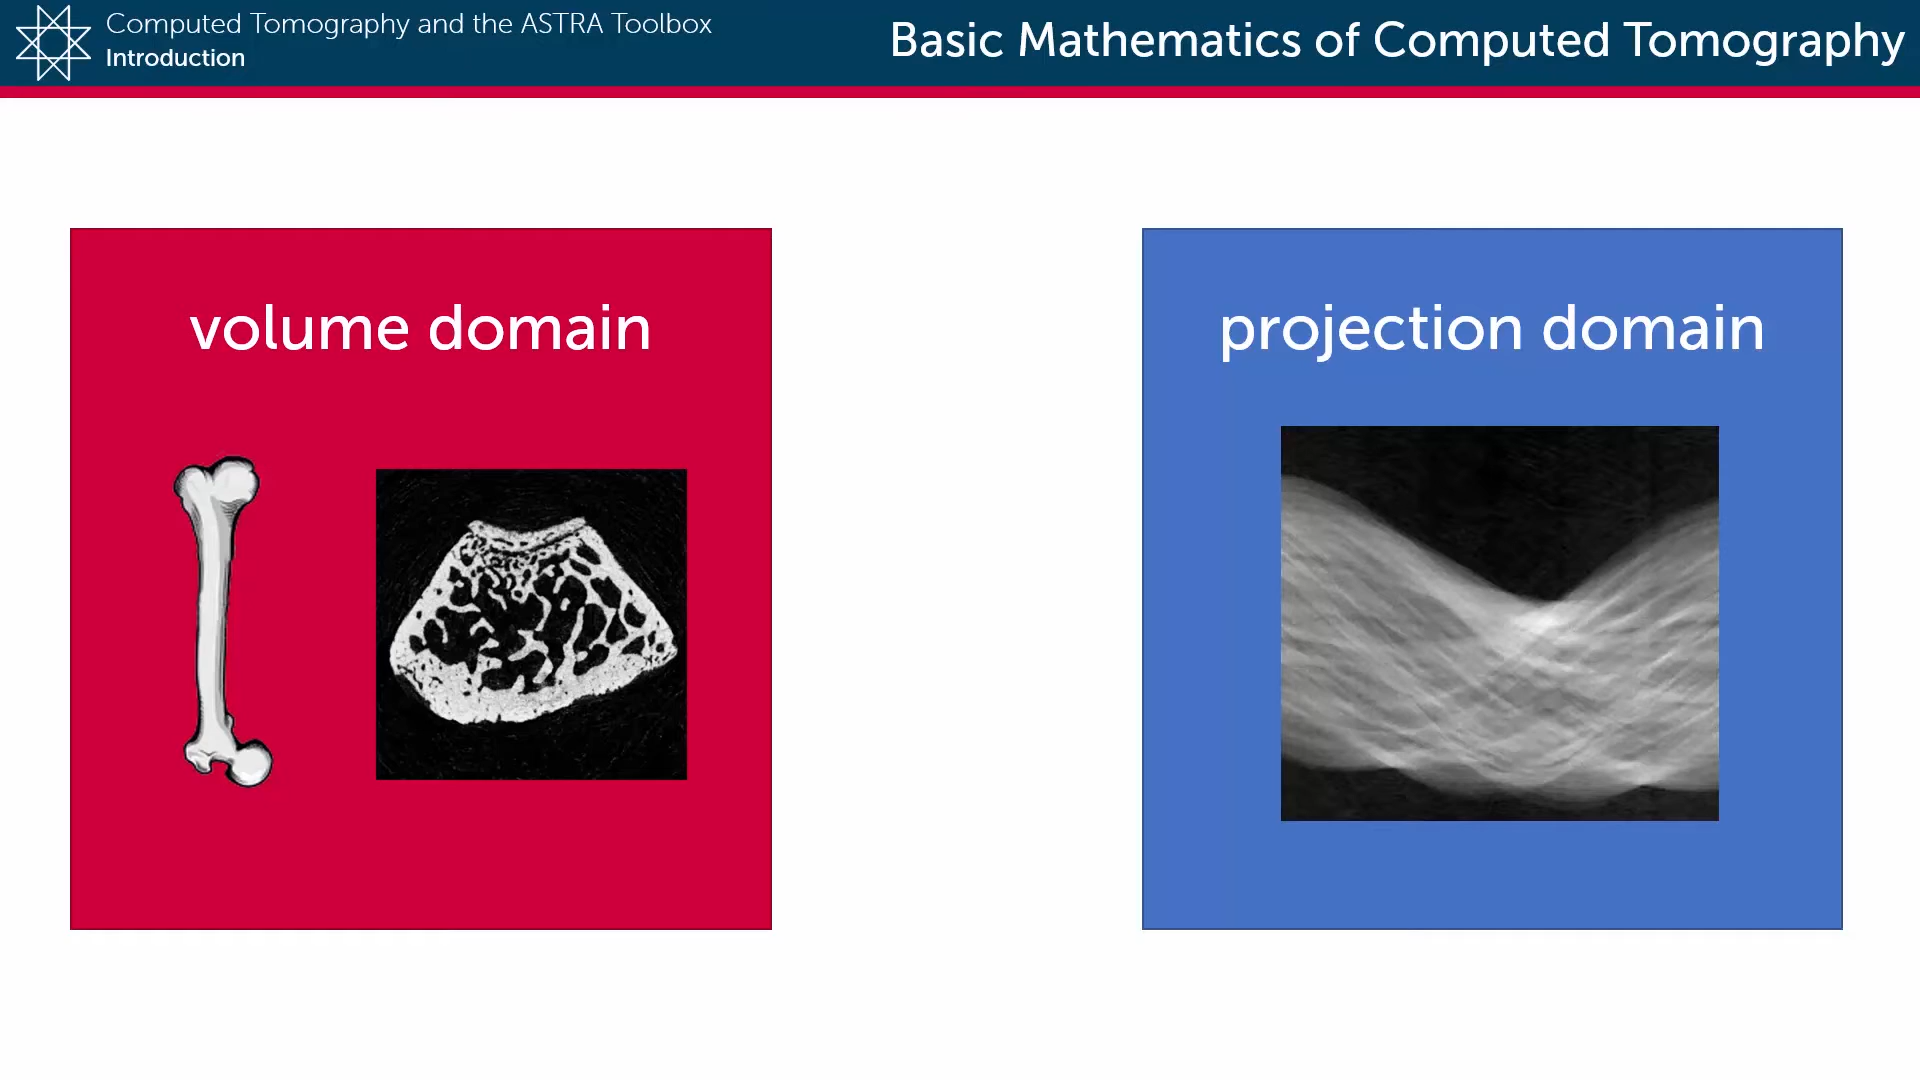 Computed Tomography and the ASTRA Toolbox
Introduction
Basic Mathematics of Computed Tomography
volume domain
projection domain